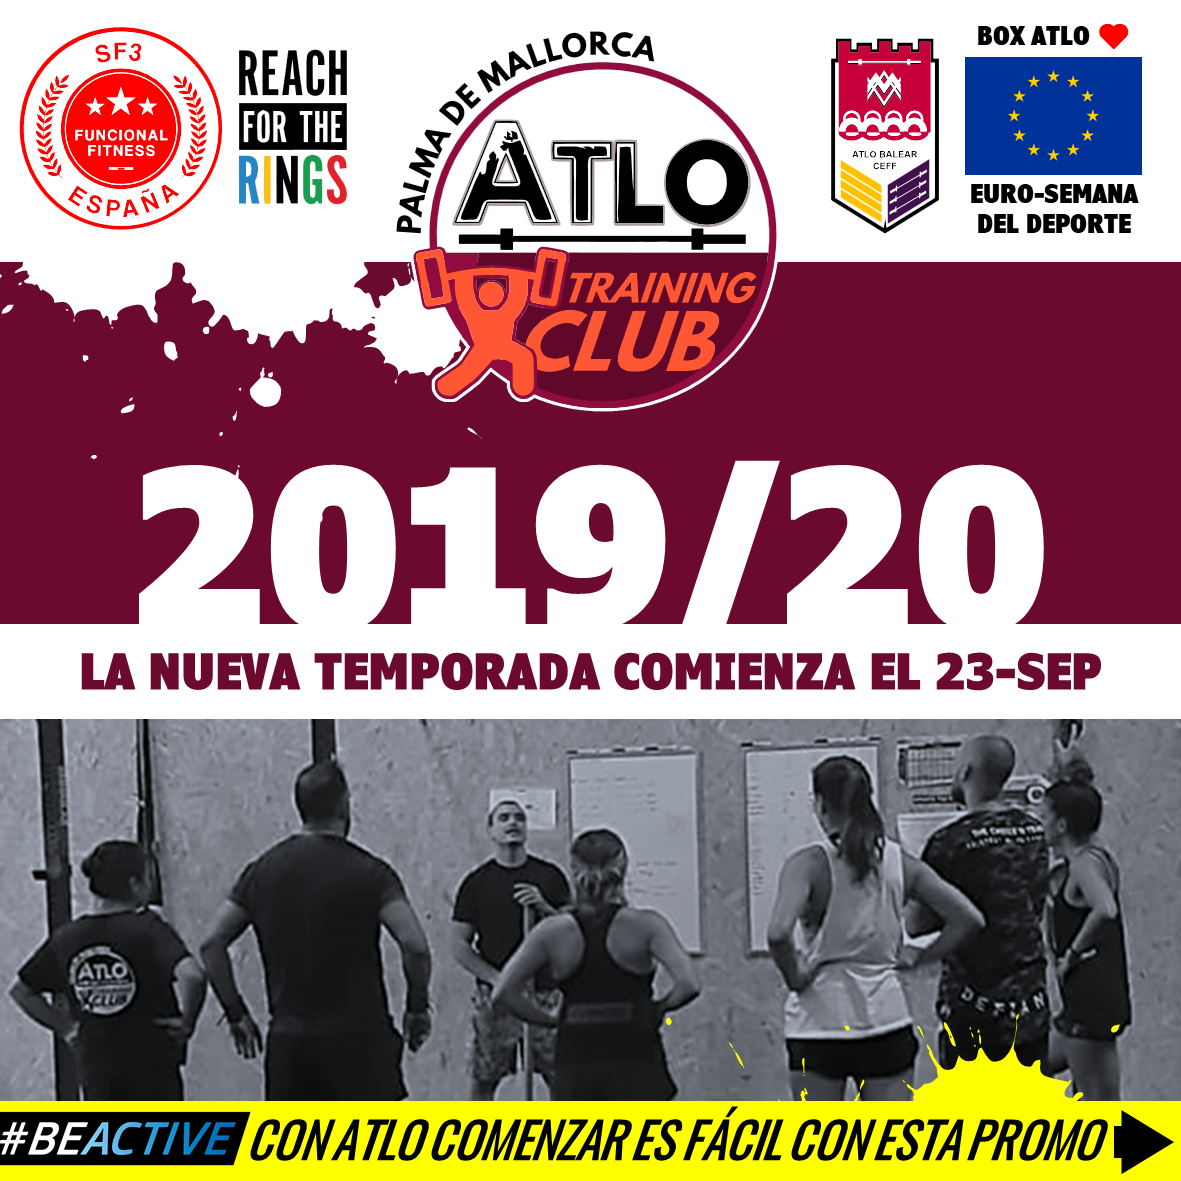 SF3
FUNCIONAL
FITNESS
ESPAÑA
REACH
FOR THE
RINGS
PALMA DE MALLORCA
ATLO
TRAINING
CLUB
ATLO BALEAR
CEFF
BOX ATLO
EURO-SEMANA
DEL DEPORTE
2019/20
LA NUEVA TEMPORADA COMIENZA EL 23-SEP
ATLO
CLUB
#BEACTIVE CON ATLO COMENZAR ES FÁCIL CON ESTA PROMO